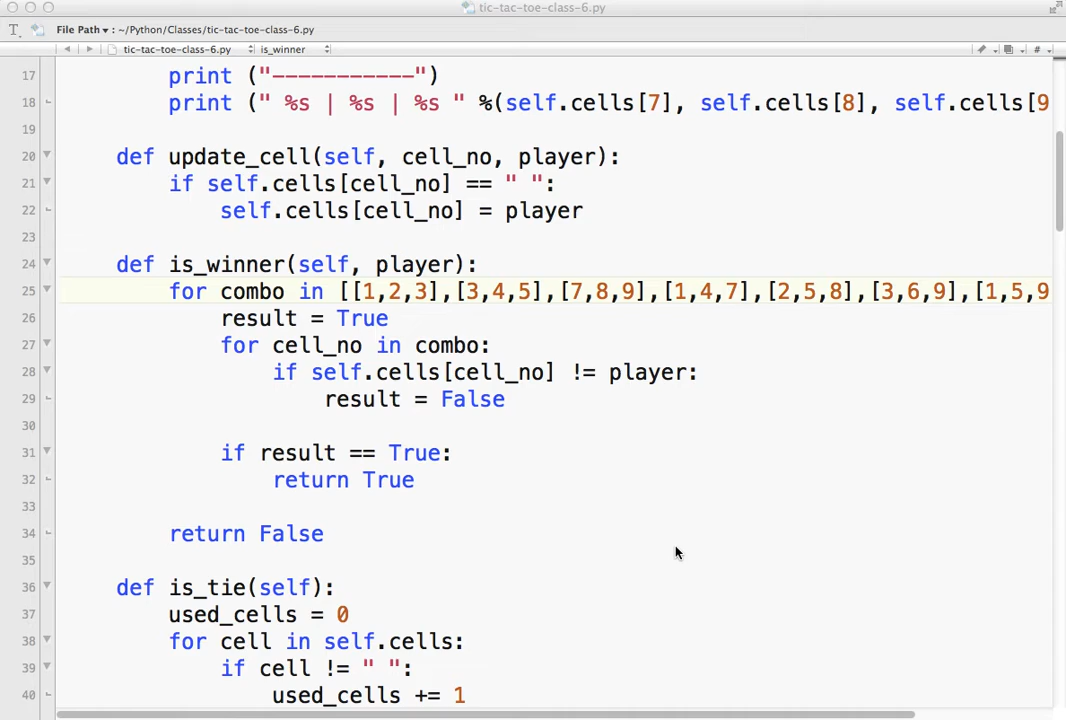 tic-tac-toe-class-6.py
File Path ▾ : ~/Python/Classes/tic-tac-toe-class-6.py
tic-tac-toe-class-6.py is_winner #
17 print ("-----------")
18 print (" %s | %s | %s " %(self.cells[7], self.cells[8], self.cells[9
19
20 def update_cell(self, cell_no, player):
21 if self.cells[cell_no] == " ":
22 self.cells[cell_no] = player
23
24 def is_winner(self, player):
25 for combo in [[1,2,3],[3,4,5],[7,8,9],[1,4,7],[2,5,8],[3,6,9],[1,5,9
26 result = True
27 for cell_no in combo:
28 if self.cells[cell_no] != player:
29 result = False
30
31 if result == True:
32 return True
33
34 return False
35
36 def is_tie(self):
37 used_cells = 0
38 for cell in self.cells:
39 if cell != " ":
40 used_cells += 1